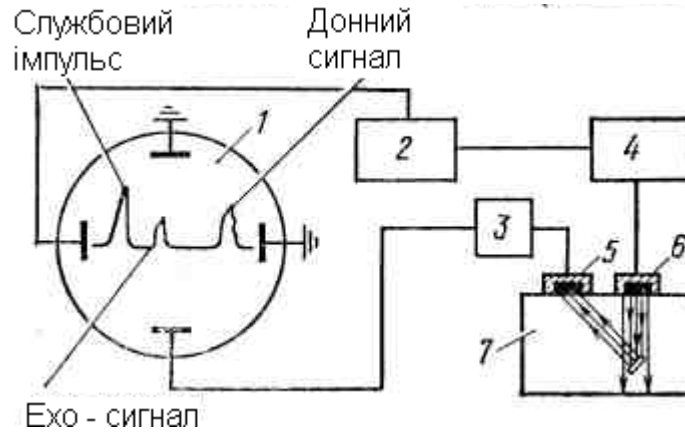 Службовий
імпульс
Донний
сигнал
1
2
4
3
5
6
7
Ехо - сигнал